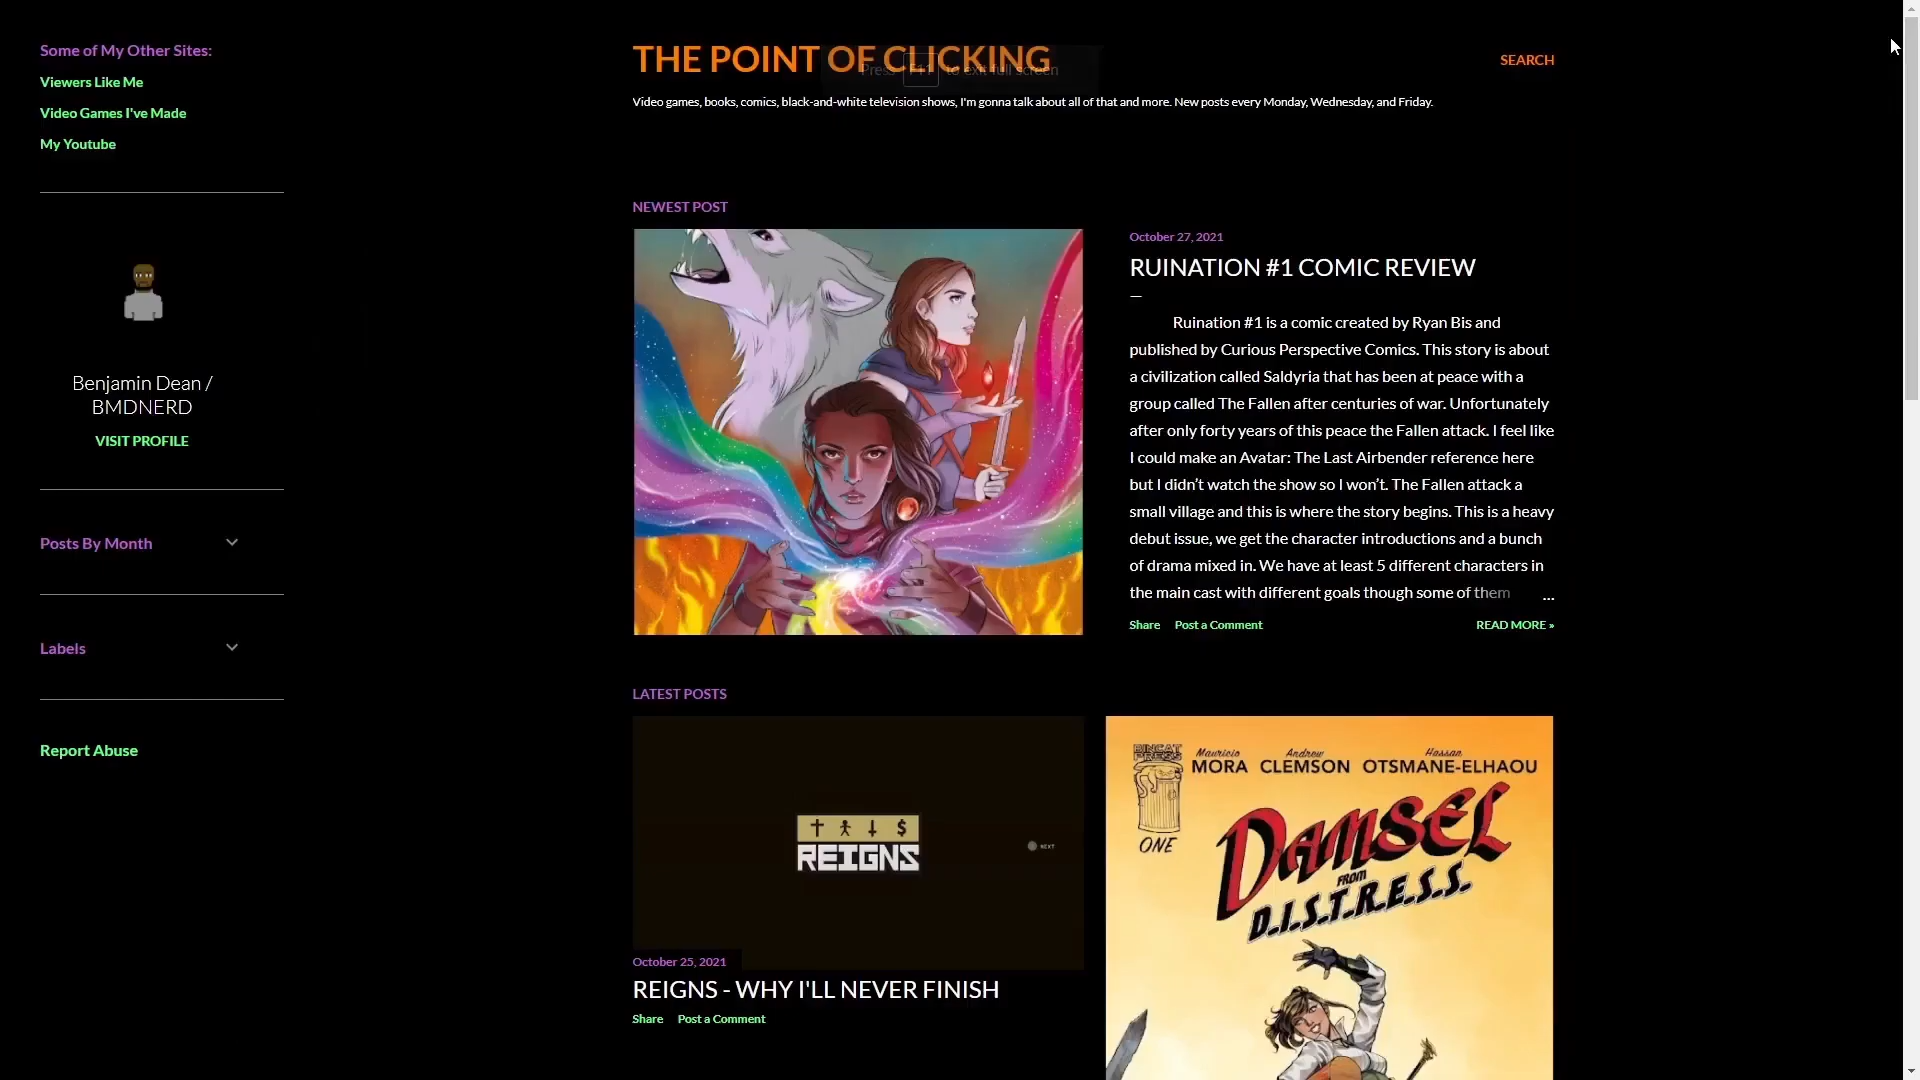 Some of My Other Sites:
Viewers Like Me
Video Games I've Made
My Youtube
Benjamin Dean /
BMDNERD
VISIT PROFILE
Posts By Month
Labels
Report Abuse
THE POINT OF CLICKING
Press F11 to exit full screen
SEARCH
Video games, books, comics, black-and-white television shows, I'm gonna talk about all of that and more. New posts every Monday, Wednesday, and Friday.
NEWEST POST
October 27, 2021
RUINATION #1 COMIC REVIEW
Ruination #1 is a comic created by Ryan Bis and
published by Curious Perspective Comics. This story is about
a civilization called Saldyria that has been at peace with a
group called The Fallen after centuries of war. Unfortunately
after only forty years of this peace the Fallen attack. I feel like
I could make an Avatar: The Last Airbender reference here
but I didn’t watch the show so I won’t. The Fallen attack a
small village and this is where the story begins. This is a heavy
debut issue, we get the character introductions and a bunch
of drama mixed in. We have at least 5 different characters in
the main cast with different goals though some of them ...
Share Post a Comment READ MORE »
LATEST POSTS
REIGNS
NEXT
October 25, 2021
REIGNS - WHY I'LL NEVER FINISH
Share Post a Comment
BINCAT
PRESS
ONE
Mauricio Andrew Hassan
MORA CLEMSON OTSMANE-ELHAOU
DAMSEL
FROM
D.I.S.T.R.E.S.S.